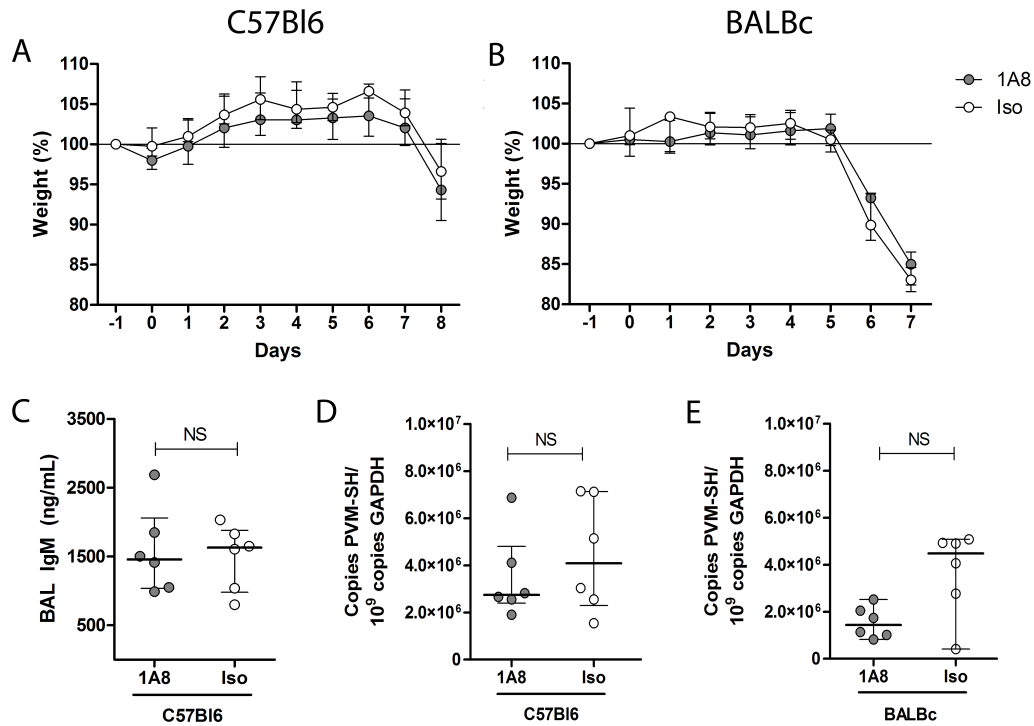 C57Bl6
BALBc
A
B
1A8
Iso
110
105
100
95
90
85
80
Weight (%)
-1 0 1 2 3 4 5 6 7 8
Days
110
105
100
95
90
85
80
Weight (%)
-1 0 1 2 3 4 5 6 7
Days
C
3500
2500
1500
500
BAL IgM (ng/mL)
NS
1A8 Iso
C57Bl6
D
1.0×10⁷
8.0×10⁶
6.0×10⁶
4.0×10⁶
2.0×10⁶
0
Copies PVM-SH/
10⁹ copies GAPDH
NS
1A8 Iso
C57Bl6
E
1.0×10⁷
8.0×10⁶
6.0×10⁶
4.0×10⁶
2.0×10⁶
0
Copies PVM-SH/
10⁹ copies GAPDH
NS
1A8 Iso
BALBc